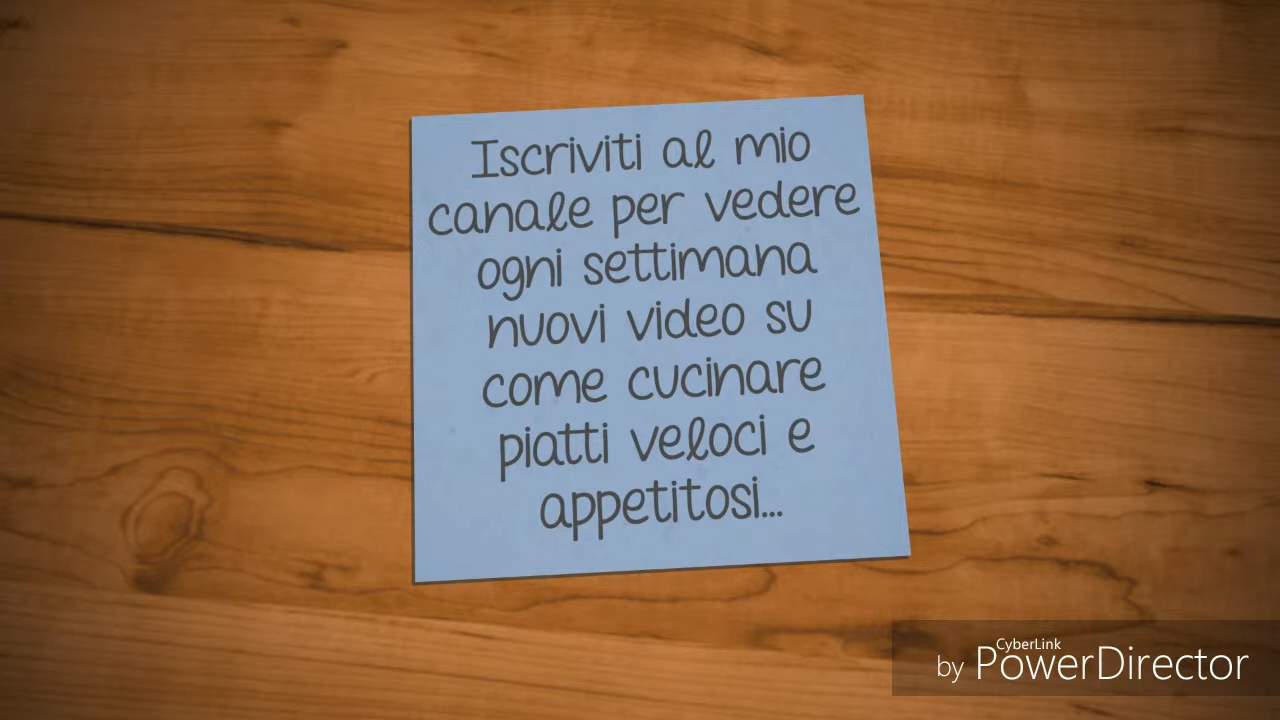 Iscriviti al mio
canale per vedere
ogni settimana
nuovi video su
come cucinare
piatti veloci e
appetitosi...
CyberLink
by PowerDirector